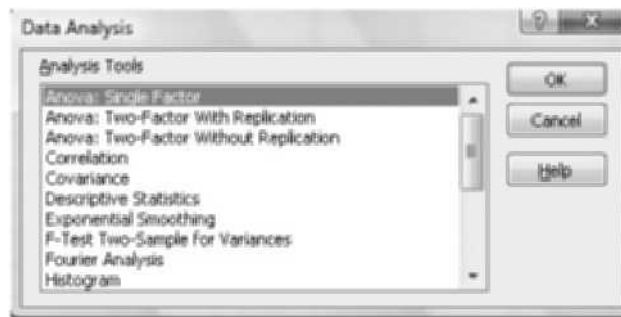 Data Analysis
Analysis Tools
Anova: Single Factor
Anova: Two-Factor With Replication
Anova: Two-Factor Without Replication
Correlation
Covariance
Descriptive Statistics
Exponential Smoothing
F-Test Two-Sample for Variances
Fourier Analysis
Histogram
OK
Cancel
Help